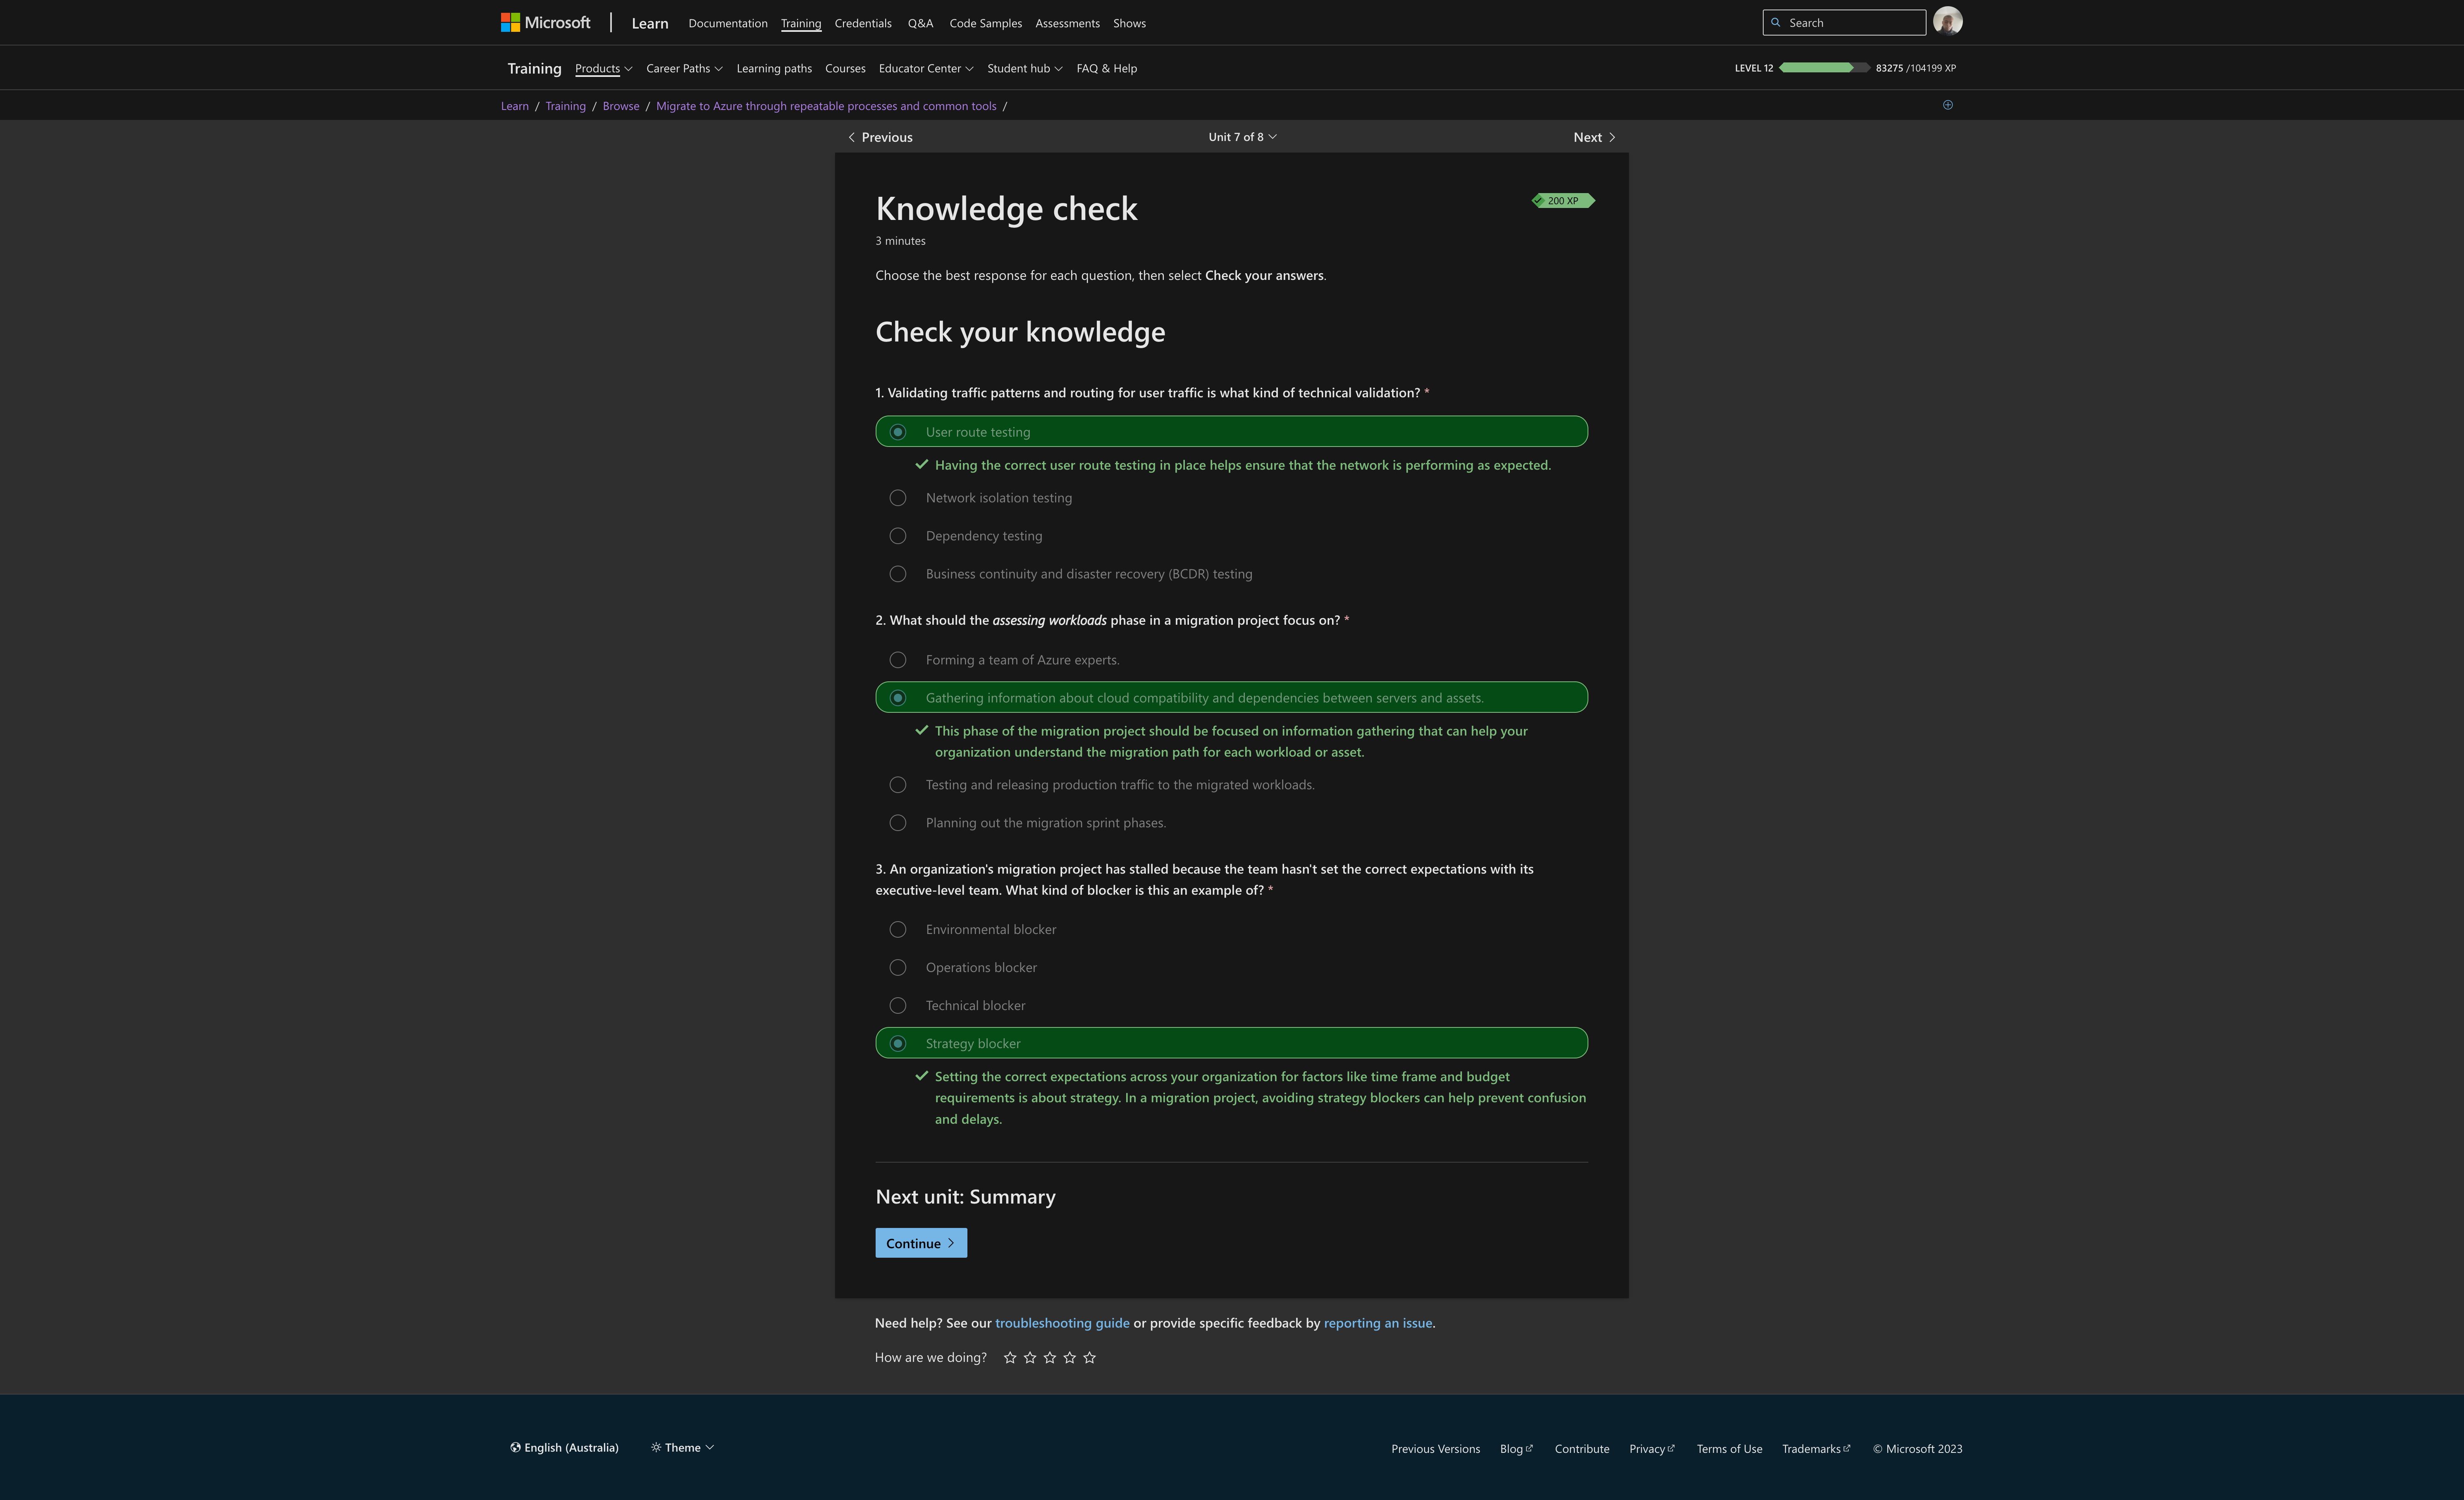 Microsoft | Learn Documentation Training Credentials Q&A Code Samples Assessments Shows Search
Training Products Career Paths Learning paths Courses Educator Center Student hub FAQ & Help LEVEL 12 83275 /104199 XP
Learn / Training / Browse / Migrate to Azure through repeatable processes and common tools /
Previous Unit 7 of 8 Next
Knowledge check 200 XP
3 minutes
Choose the best response for each question, then select Check your answers.
Check your knowledge
1. Validating traffic patterns and routing for user traffic is what kind of technical validation? *
User route testing
Having the correct user route testing in place helps ensure that the network is performing as expected.
Network isolation testing
Dependency testing
Business continuity and disaster recovery (BCDR) testing
2. What should the assessing workloads phase in a migration project focus on? *
Forming a team of Azure experts.
Gathering information about cloud compatibility and dependencies between servers and assets.
This phase of the migration project should be focused on information gathering that can help your
organization understand the migration path for each workload or asset.
Testing and releasing production traffic to the migrated workloads.
Planning out the migration sprint phases.
3. An organization's migration project has stalled because the team hasn't set the correct expectations with its
executive-level team. What kind of blocker is this an example of? *
Environmental blocker
Operations blocker
Technical blocker
Strategy blocker
Setting the correct expectations across your organization for factors like time frame and budget
requirements is about strategy. In a migration project, avoiding strategy blockers can help prevent confusion
and delays.
Next unit: Summary
Continue
Need help? See our troubleshooting guide or provide specific feedback by reporting an issue.
How are we doing?
English (Australia) Theme Previous Versions Blog Contribute Privacy Terms of Use Trademarks © Microsoft 2023